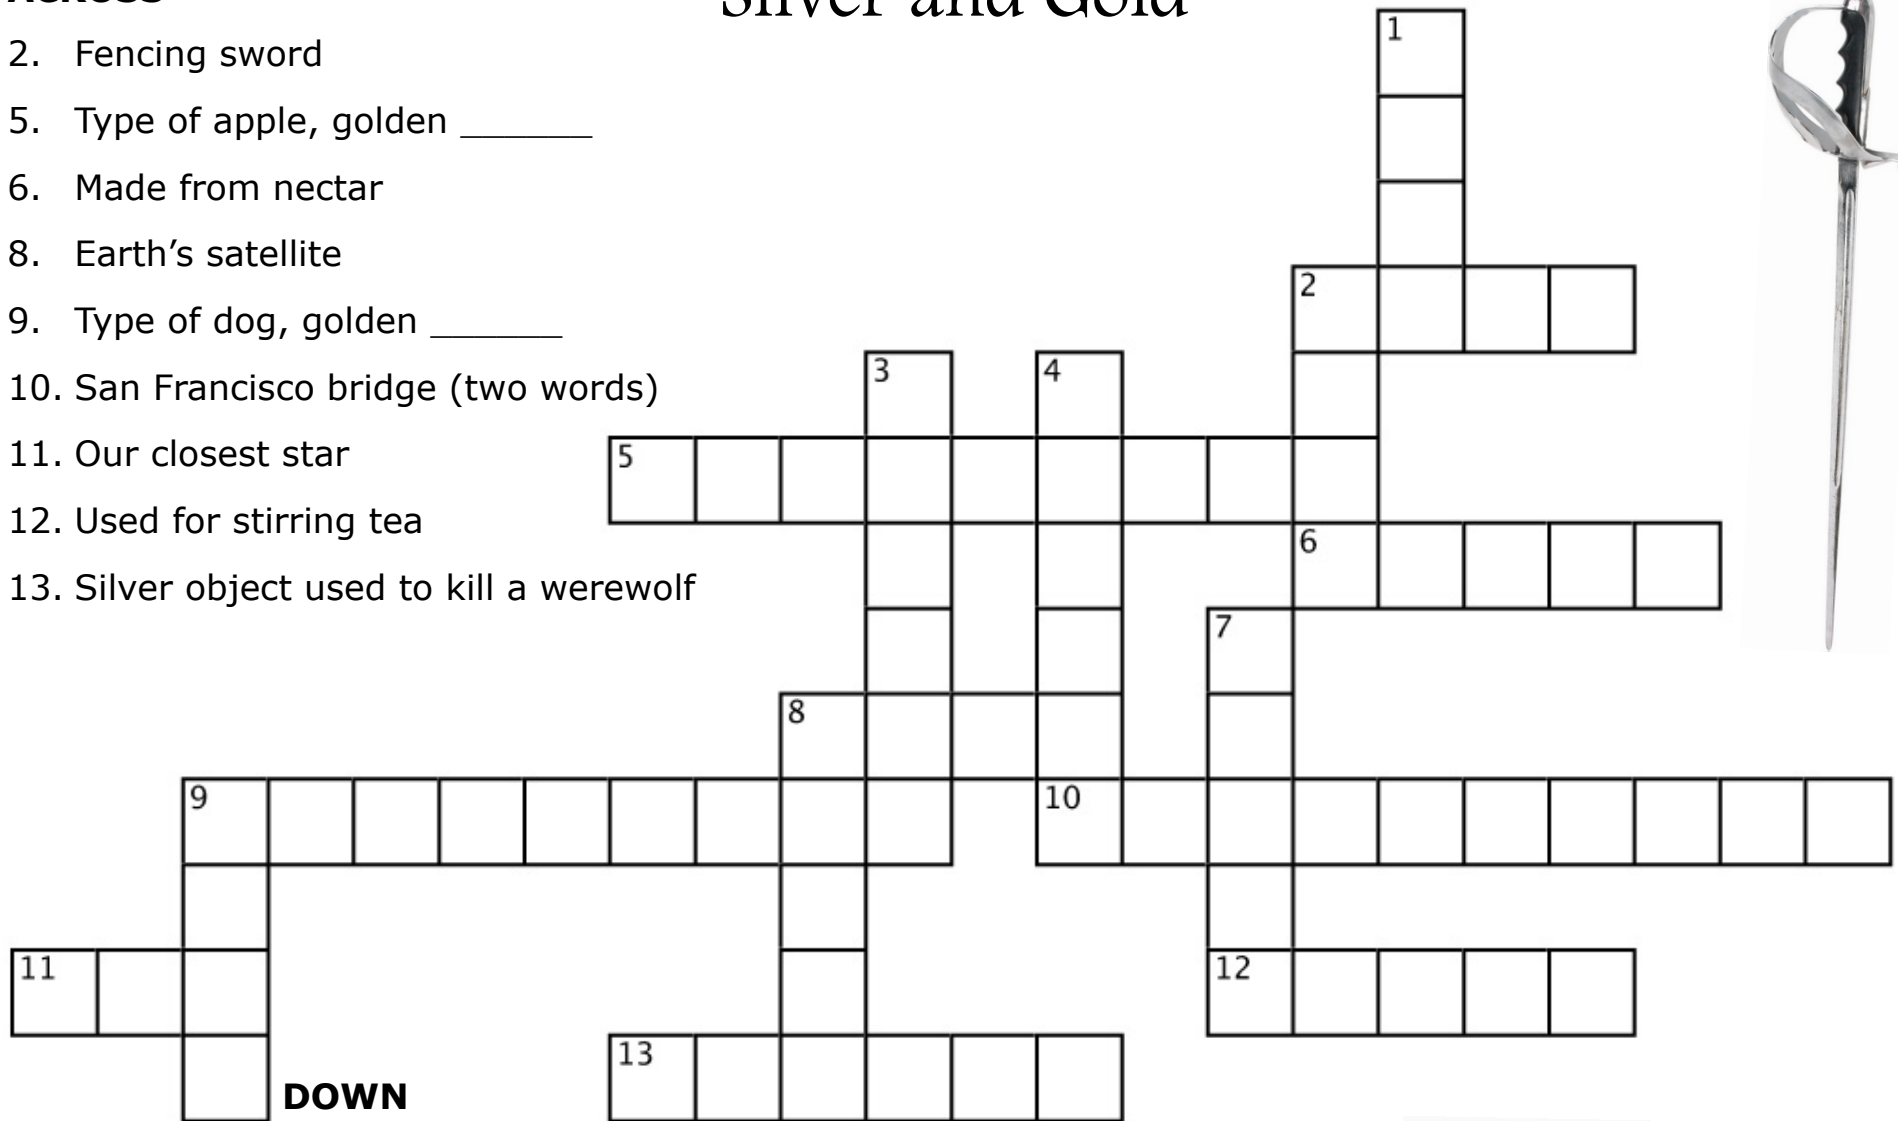 ACROSS
Silver and Gold
2. Fencing sword
5. Type of apple, golden ______
6. Made from nectar
8. Earth’s satellite
9. Type of dog, golden ______
10. San Francisco bridge (two words)
11. Our closest star
12. Used for stirring tea
13. Silver object used to kill a werewolf
1
2
3
4
5
6
7
8
9
10
11
12
13
DOWN